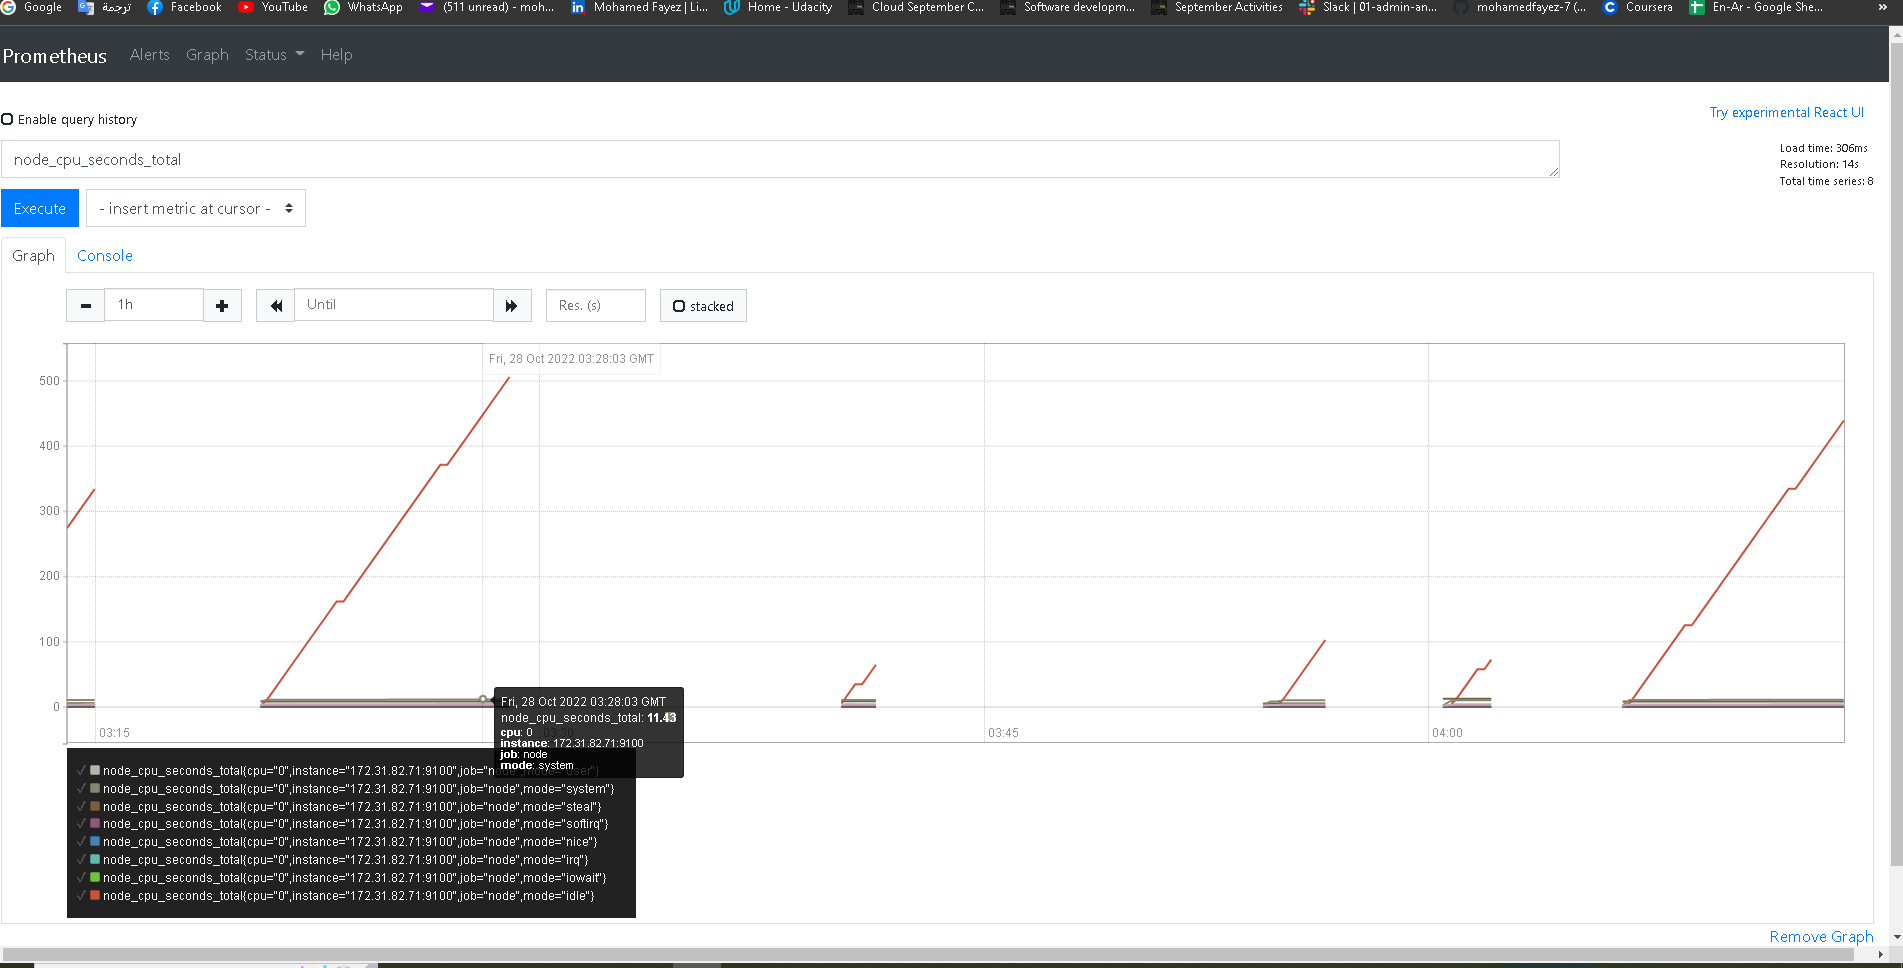 Google ترجمة Facebook YouTube WhatsApp (511 unread) - moh... Mohamed Fayez | Li... Home - Udacity Cloud September C... Software developm... September Activities Slack | 01-admin-an... mohamedfayez-7 (... Coursera En-Ar - Google She... »
Prometheus Alerts Graph Status Help
Enable query history
Try experimental React UI
node_cpu_seconds_total
Load time: 306ms
Resolution: 14s
Total time series: 8
Execute - insert metric at cursor -
Graph Console
1h Until Res. (s) stacked
Fri, 28 Oct 2022 03:28:03 GMT
500
400
300
200
100
0
03:15 03:30 03:45 04:00
Fri, 28 Oct 2022 03:28:03 GMT
node_cpu_seconds_total: 11.43
cpu: 0
instance: 172.31.82.71:9100
job: node
mode: system
node_cpu_seconds_total{cpu="0",instance="172.31.82.71:9100",job="node",mode="user"}
node_cpu_seconds_total{cpu="0",instance="172.31.82.71:9100",job="node",mode="system"}
node_cpu_seconds_total{cpu="0",instance="172.31.82.71:9100",job="node",mode="steal"}
node_cpu_seconds_total{cpu="0",instance="172.31.82.71:9100",job="node",mode="softirq"}
node_cpu_seconds_total{cpu="0",instance="172.31.82.71:9100",job="node",mode="nice"}
node_cpu_seconds_total{cpu="0",instance="172.31.82.71:9100",job="node",mode="irq"}
node_cpu_seconds_total{cpu="0",instance="172.31.82.71:9100",job="node",mode="iowait"}
node_cpu_seconds_total{cpu="0",instance="172.31.82.71:9100",job="node",mode="idle"}
Remove Graph